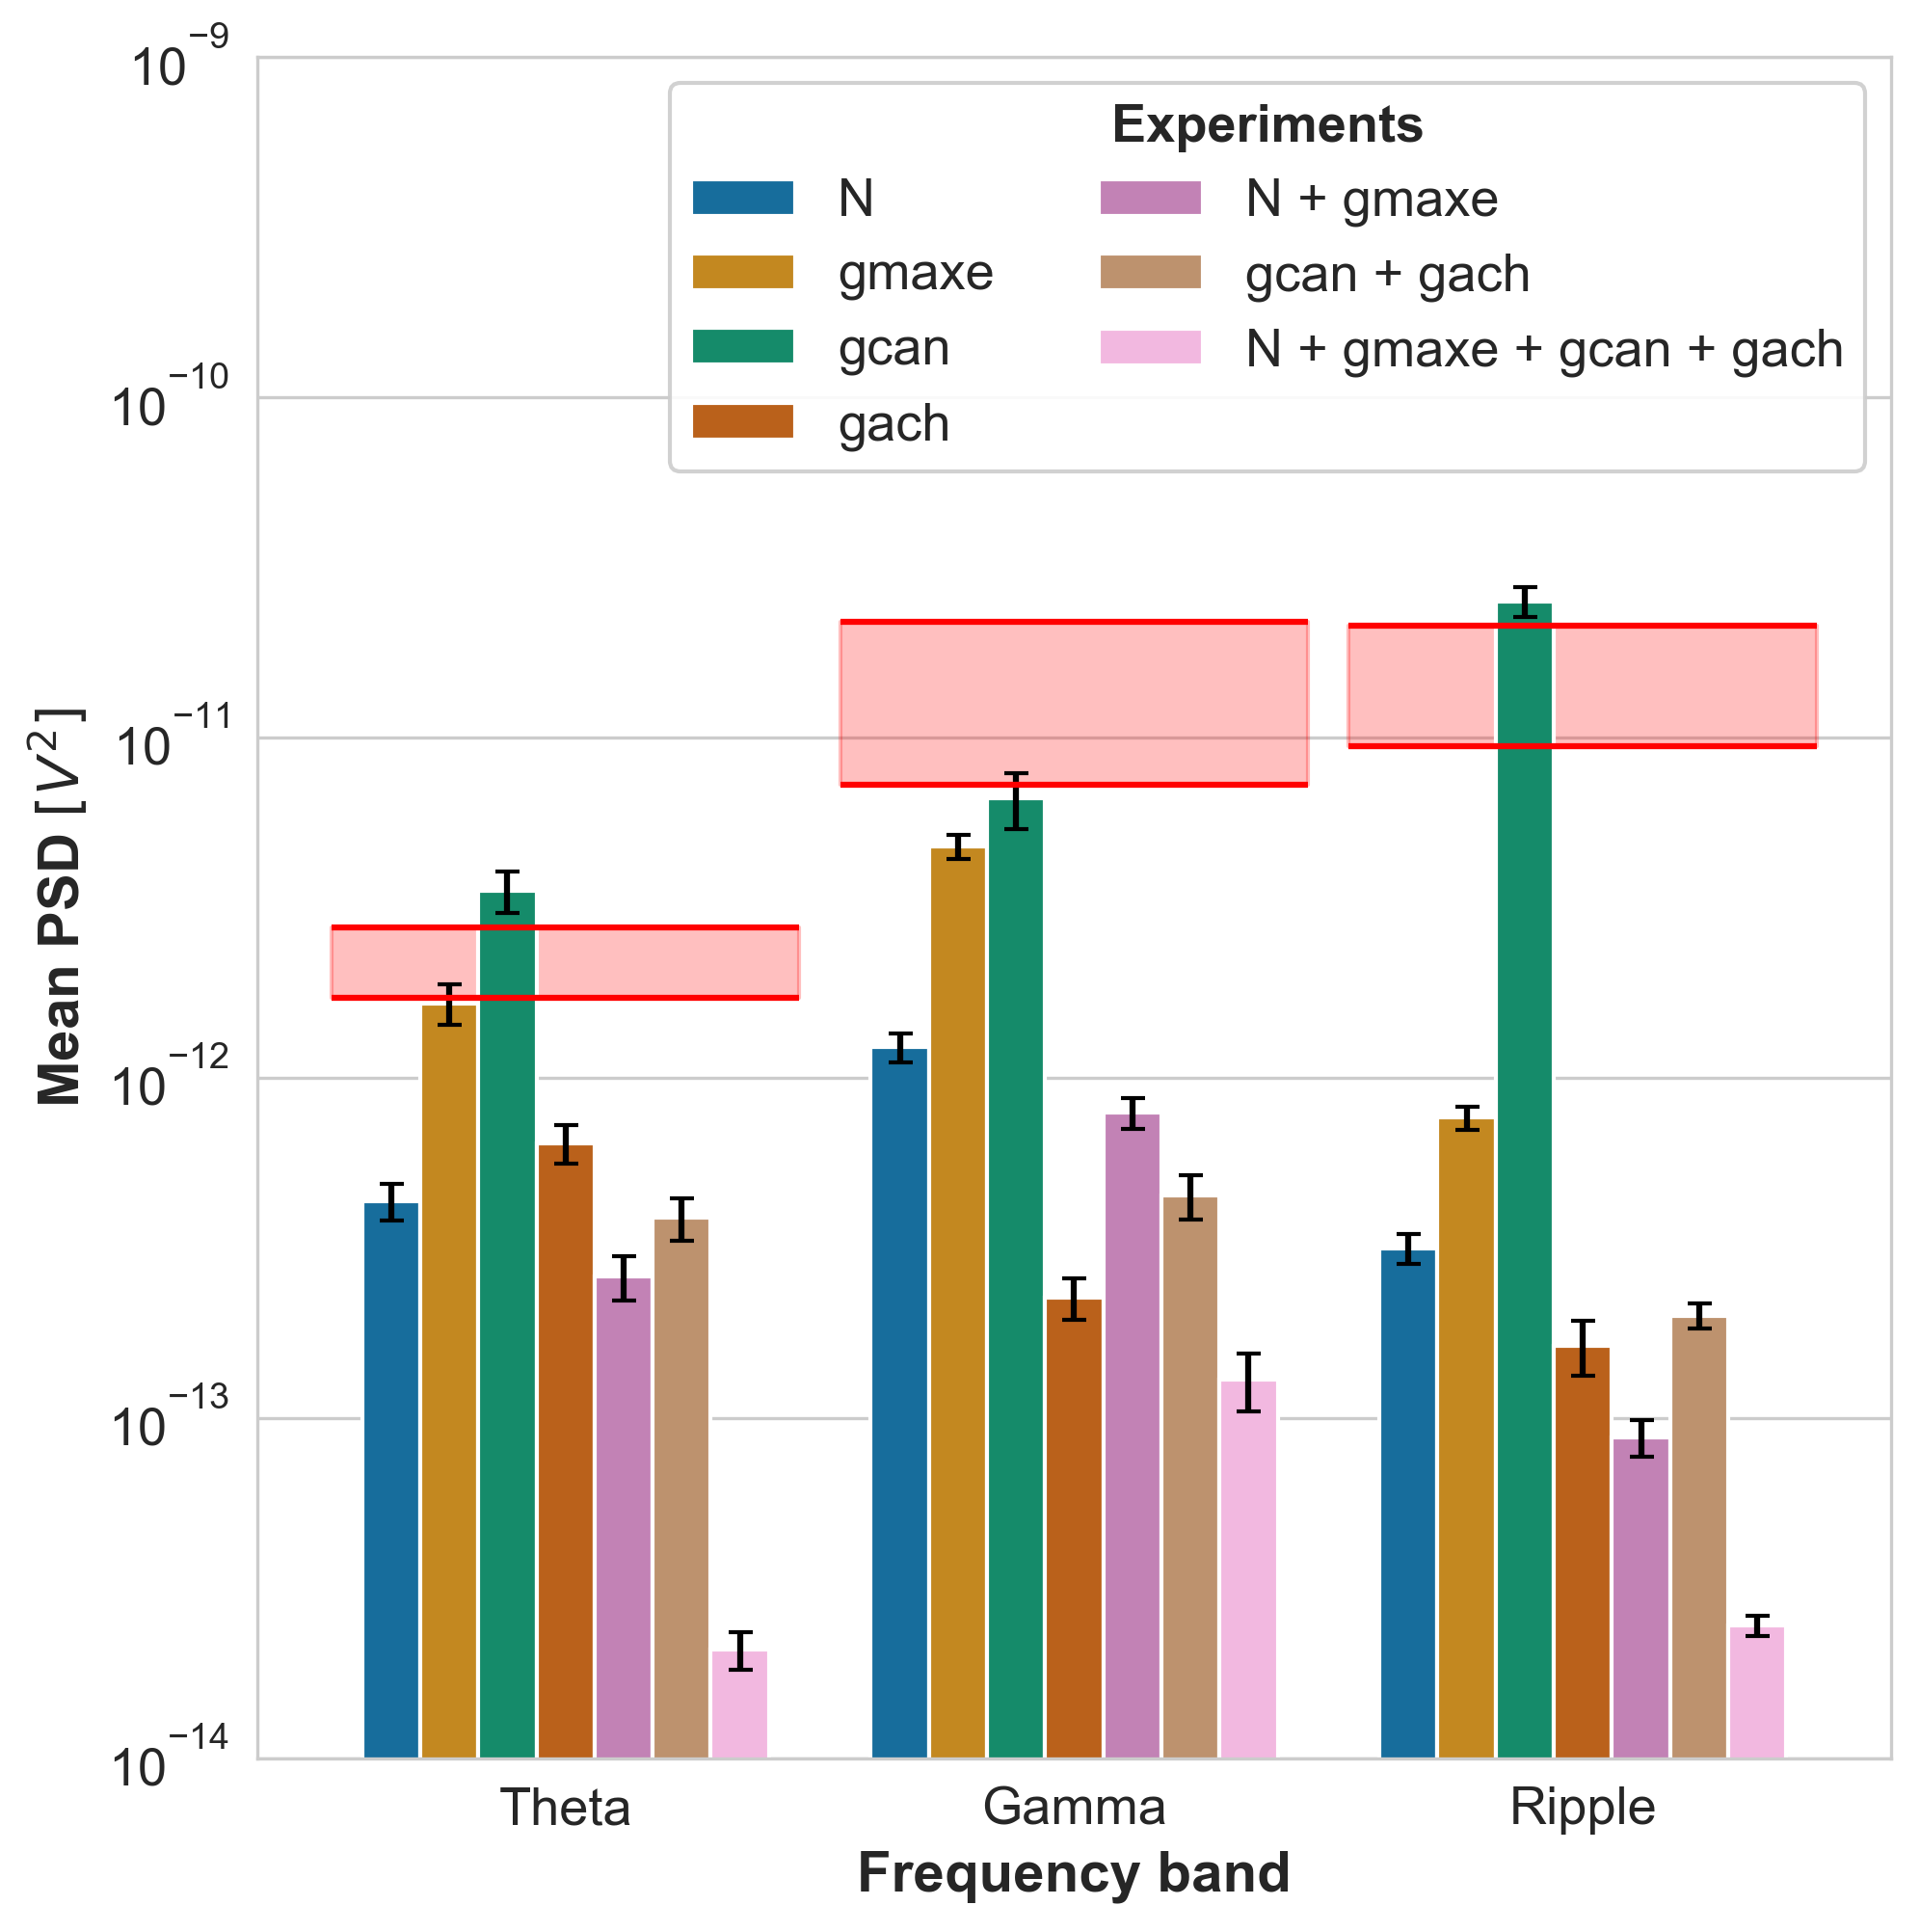 10⁻⁹
Experiments
N
N + gmaxe
gmaxe
gcan + gach
gcan
N + gmaxe + gcan + gach
gach
10⁻¹⁰
10⁻¹¹
10⁻¹²
10⁻¹³
10⁻¹⁴
Mean PSD [V²]
Theta
Gamma
Ripple
Frequency band